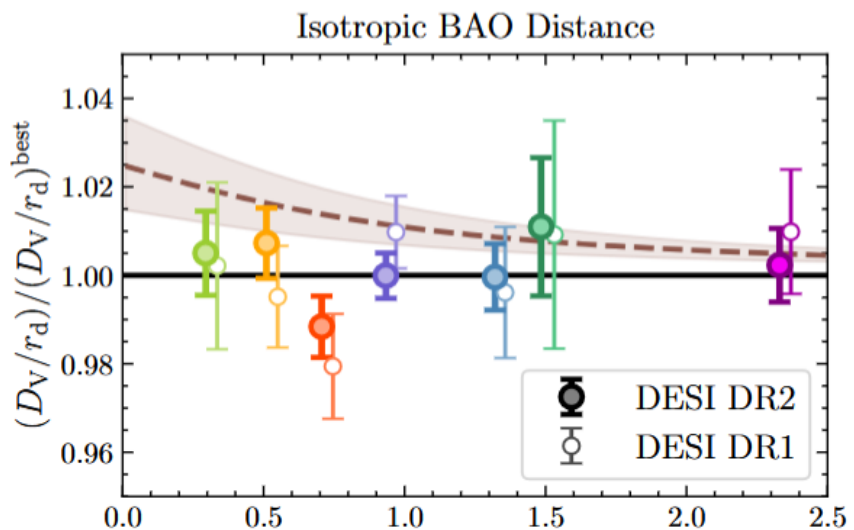 Isotropic BAO Distance
(D_V/r_d)/(D_V/r_d)^best
1.04
1.02
1.00
0.98
0.96
DESI DR2
DESI DR1
0.0 0.5 1.0 1.5 2.0 2.5